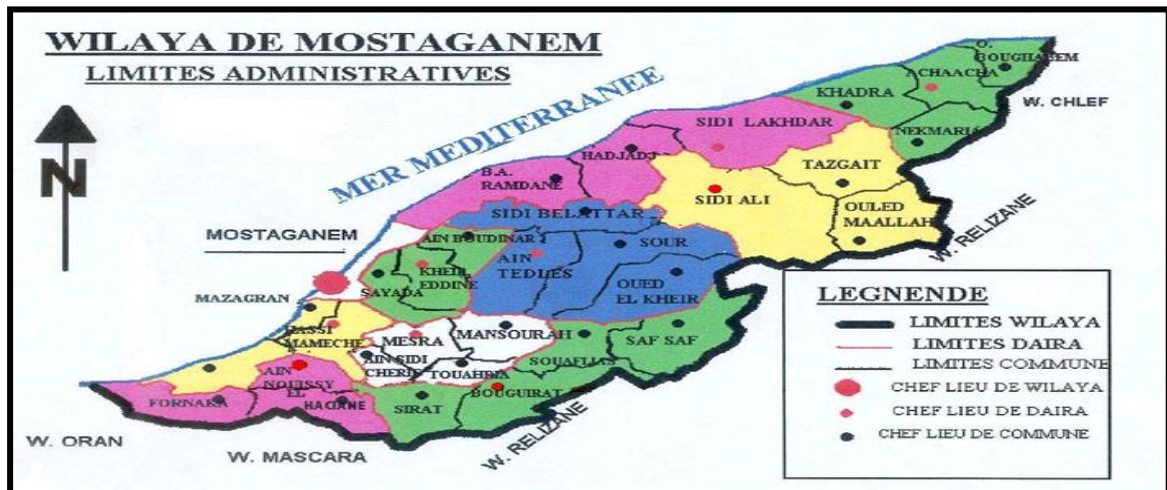 WILAYA DE MOSTAGANEM
LIMITES ADMINISTRATIVES
N
MER MEDITERRANEE
O. BOUGHALEM
ACHAACHA
KHADRA
W. CHLEF
NEKMARIA
SIDI LAKHDAR
HADJADJ
TAZGAIT
B.A. RAMDANE
SIDI ALI
OULED MAALLAH
SIDI BELATTAR
W. RELIZANE
MOSTAGANEM
AIN BOUDINAR
SOUR
AIN TEDLES
KHEIR EDDINE
SAYADA
OUED EL KHEIR
MAZAGRAN
HASSI MAMECHE
MESRA
MANSOURAH
SAF SAF
AIN SIDI CHERIF
TOUAHRIA
SOUAFLIAS
AIN NOUISSY
EL HACIANE
FORNAKA
SIRAT
BOUGUIRAT
W. RELIZANE
W. ORAN
W. MASCARA
LEGNENDE
LIMITES WILAYA
LIMITES DAIRA
LIMITES COMMUNE
CHEF LIEU DE WILAYA
CHEF LIEU DE DAIRA
CHEF LIEU DE COMMUNE